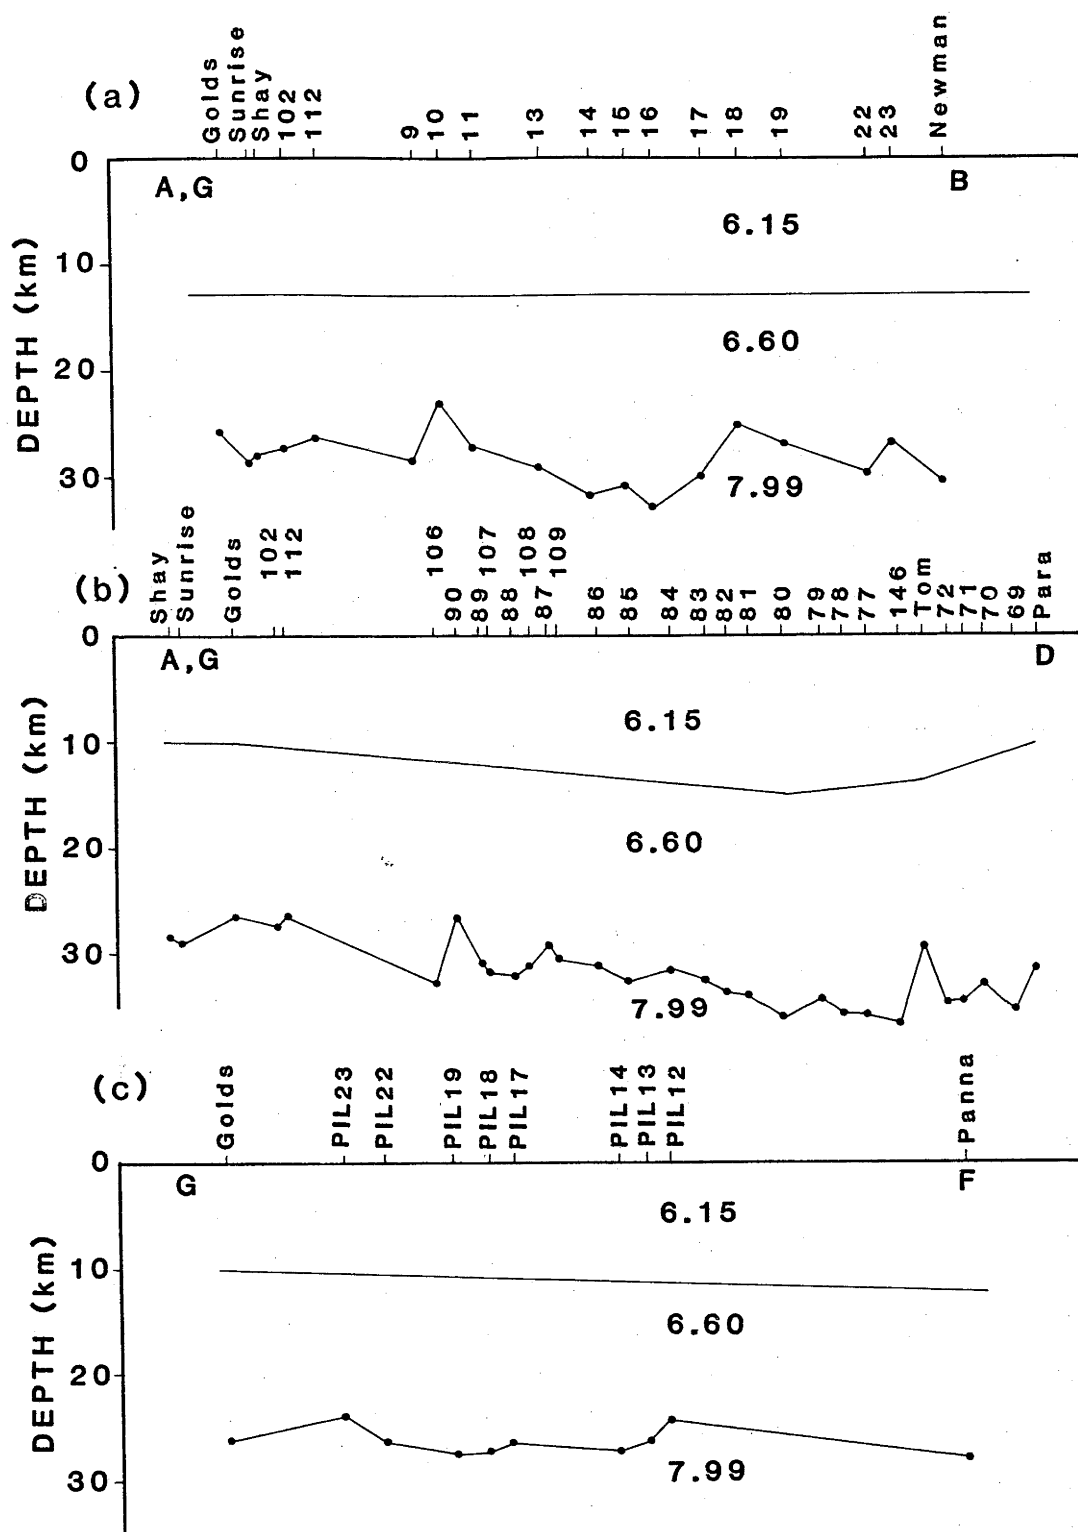 (a)
Golds Sunrise Shay 102 112 9 10 11 13 14 15 16 17 18 19 22 23 Newman
0
A,G B
6.15
10
6.60
20
30
7.99
DEPTH (km)
(b)
Shay Sunrise Golds 102 112 106 90 89 107 88 108 87 109 86 85 84 83 82 81 80 79 78 77 146 Tom 72 71 70 69 Para
0
A,G D
6.15
10
6.60
20
30
7.99
DEPTH (km)
(c)
Golds PIL23 PIL22 PIL19 PIL18 PIL17 PIL14 PIL13 PIL12 Panna
0
G F
6.15
10
6.60
20
30
7.99
DEPTH (km)